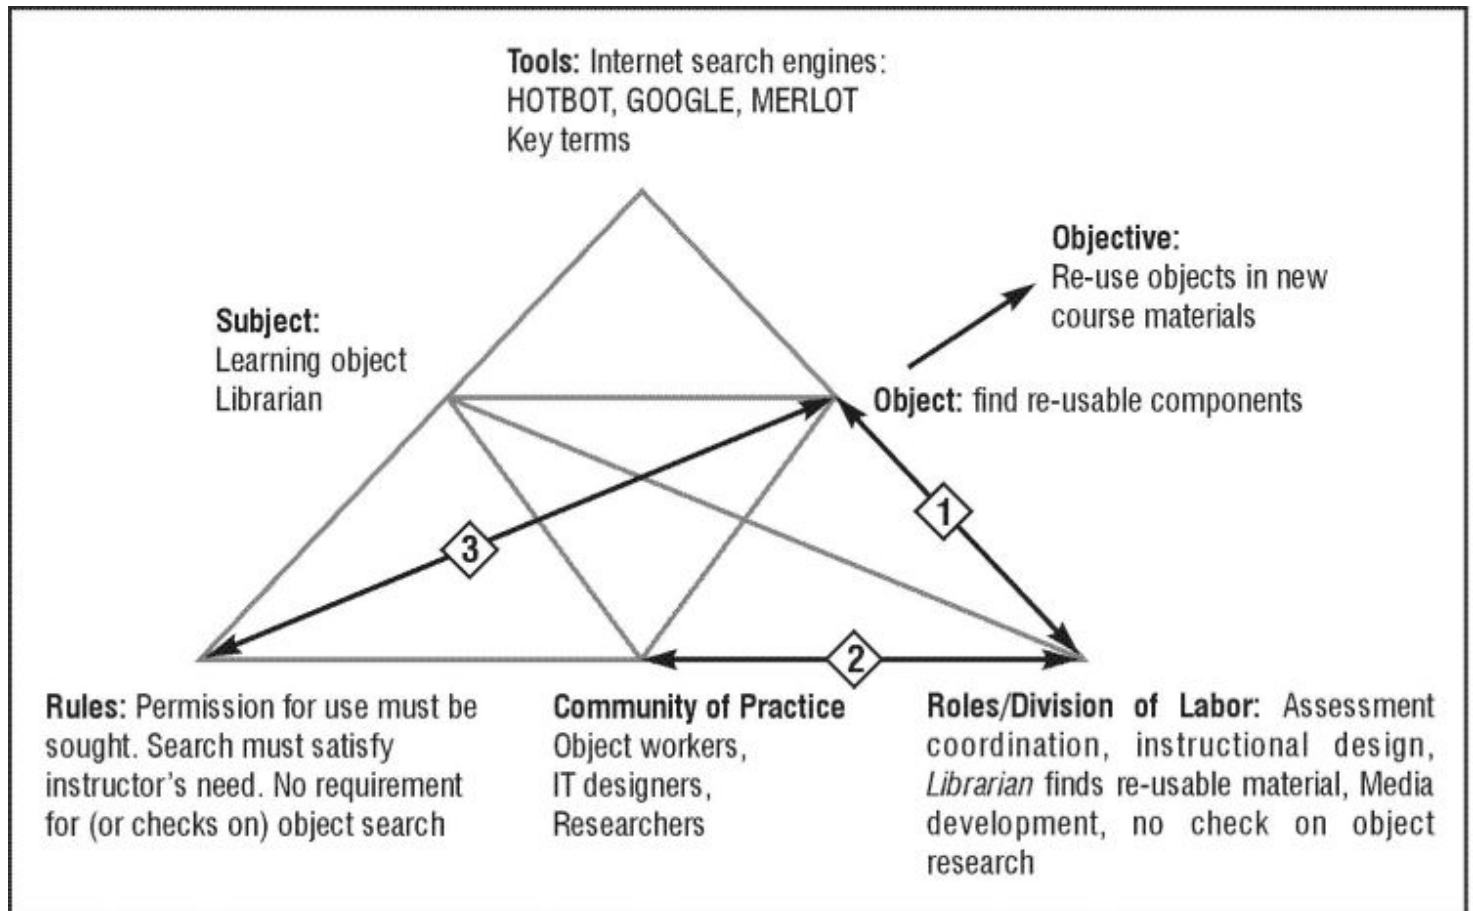 Tools: Internet search engines:
HOTBOT, GOOGLE, MERLOT
Key terms
Objective:
Re-use objects in new
course materials
Subject:
Learning object
Librarian
Object: find re-usable components
1
3
2
Rules: Permission for use must be
sought. Search must satisfy
instructor's need. No requirement
for (or checks on) object search
Community of Practice
Object workers,
IT designers,
Researchers
Roles/Division of Labor: Assessment
coordination, instructional design,
Librarian finds re-usable material, Media
development, no check on object
research